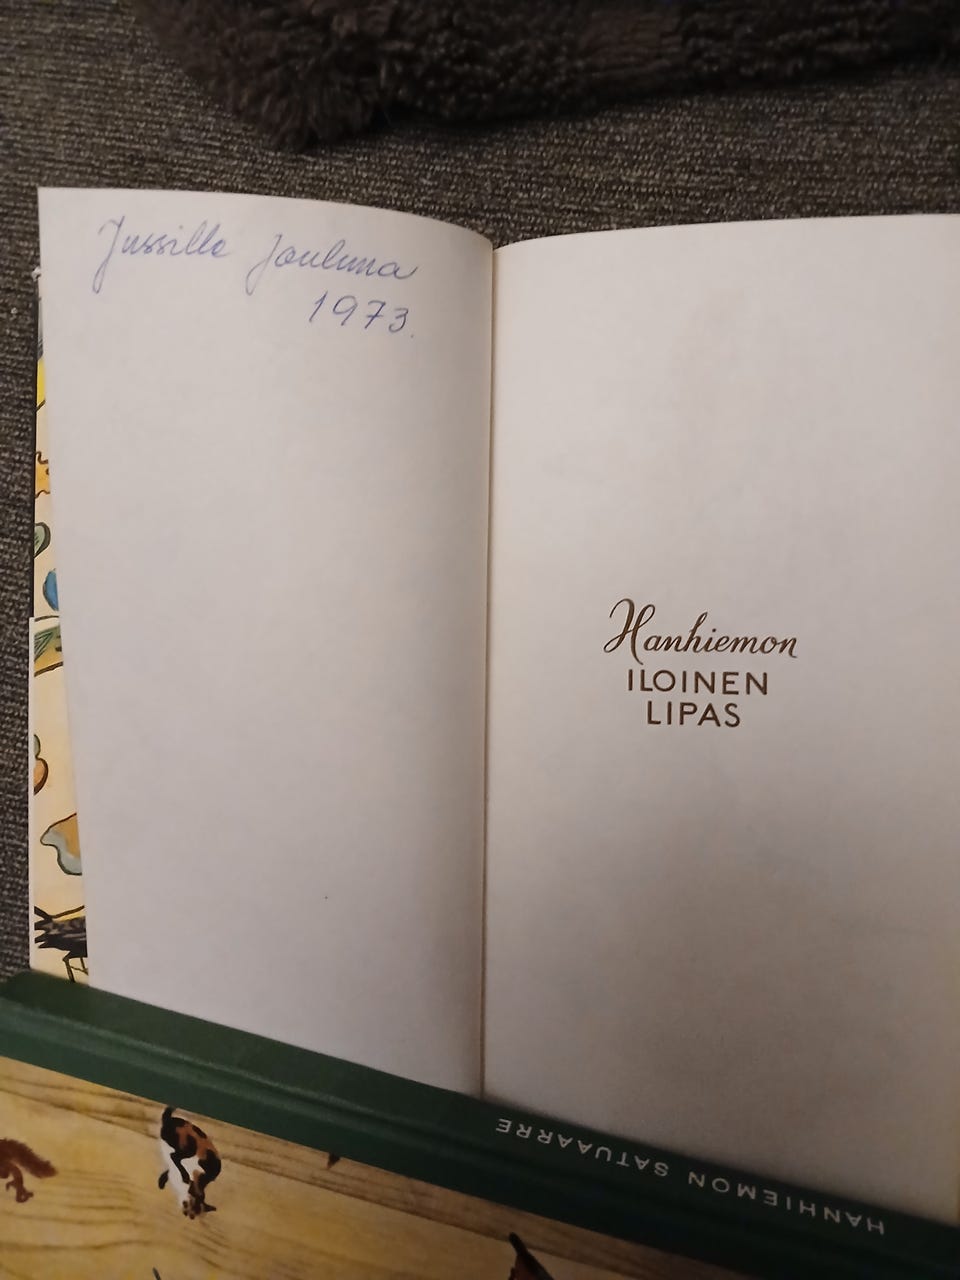 Jussille Jouluna
1973.
Hanhiemon
ILOINEN
LIPAS
HANHIEMON SATUAARRE